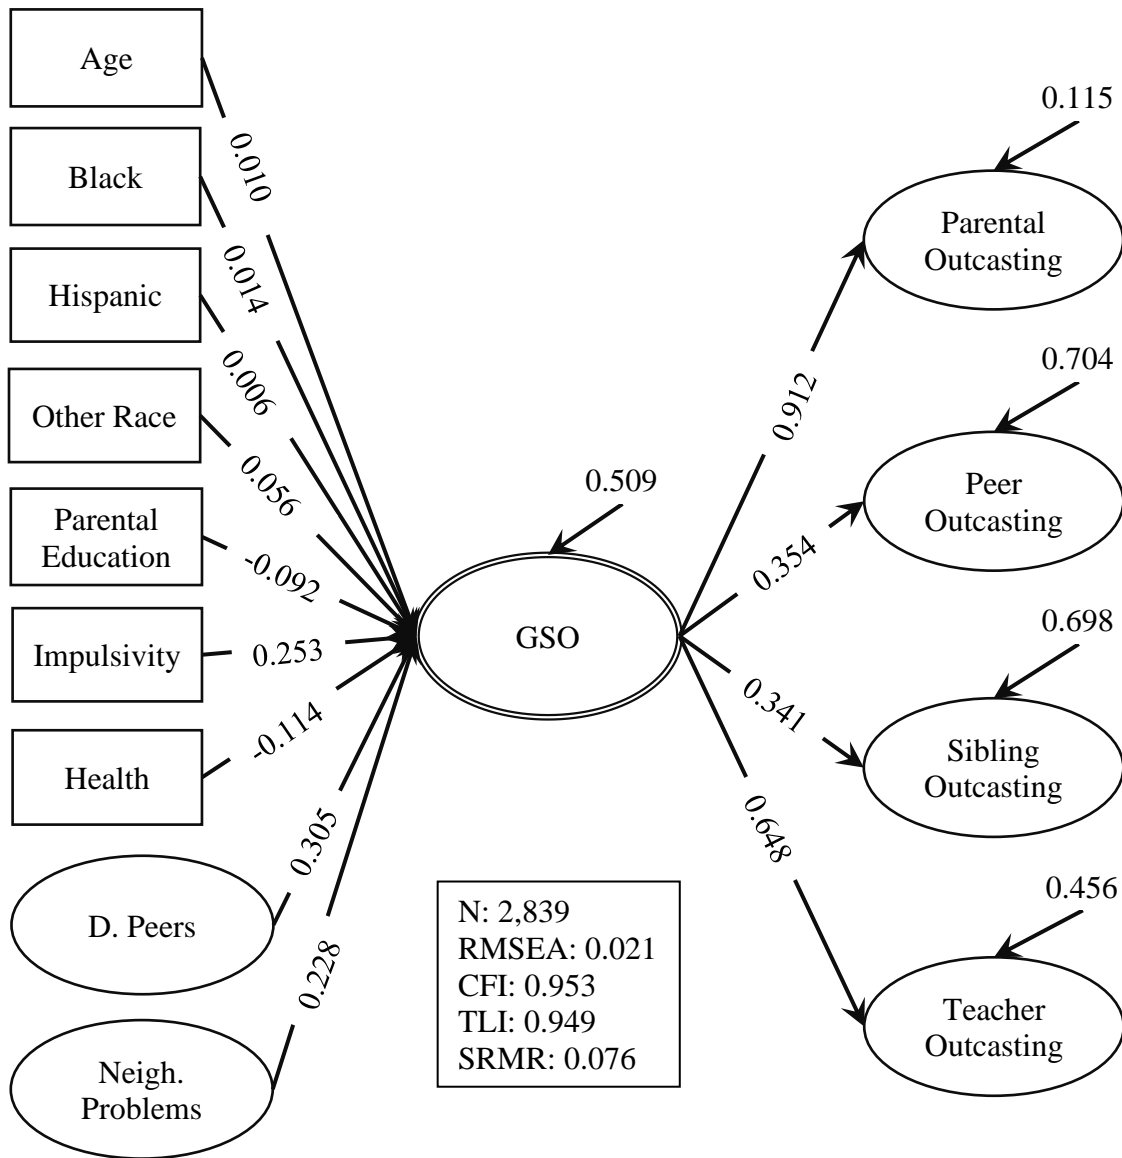 Age
0.010
Black
0.014
Hispanic
0.006
Other Race
0.056
Parental
Education
-0.092
Impulsivity
0.253
Health
-0.114
D. Peers
0.305
Neigh.
Problems
0.228
0.509
GSO
N: 2,839
RMSEA: 0.021
CFI: 0.953
TLI: 0.949
SRMR: 0.076
0.912
0.354
0.341
0.648
0.115
Parental
Outcasting
0.704
Peer
Outcasting
0.698
Sibling
Outcasting
0.456
Teacher
Outcasting